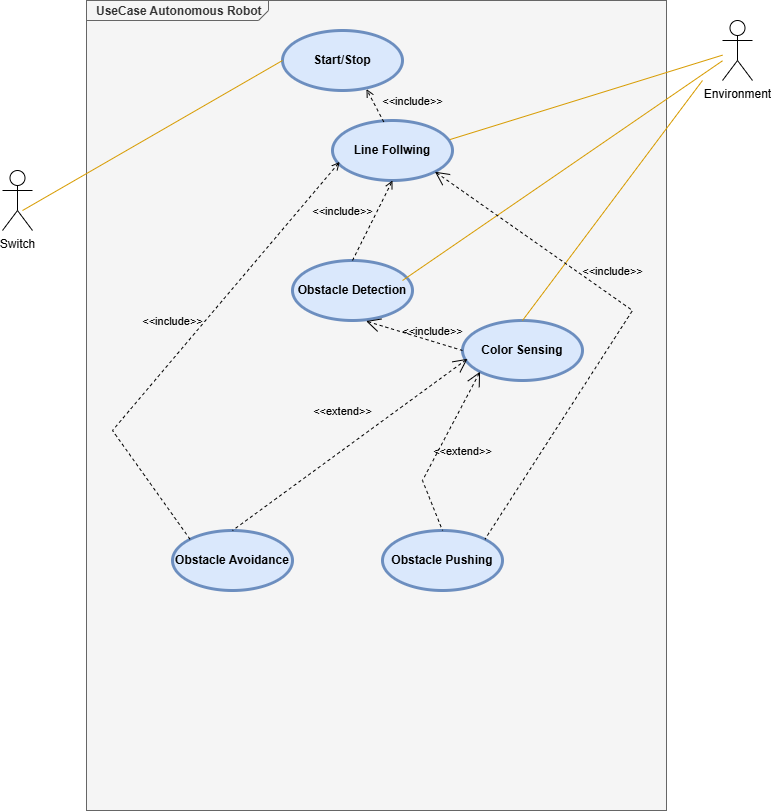 UseCase Autonomous Robot
Start/Stop
Environment
<<include>>
Line Follwing
Switch
<<include>>
<<include>>
Obstacle Detection
<<include>>
<<include>>
Color Sensing
<<extend>>
<<extend>>
Obstacle Avoidance
Obstacle Pushing